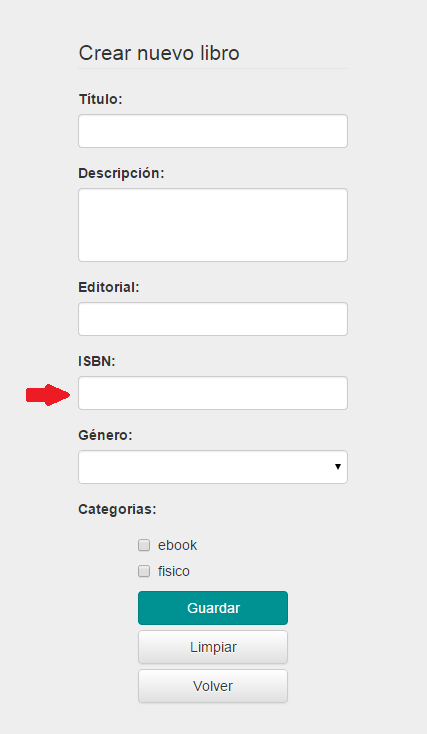 Crear nuevo libro
Título:
Descripción:
Editorial:
ISBN:
Género:
Categorias:
ebook
fisico
Guardar
Limpiar
Volver